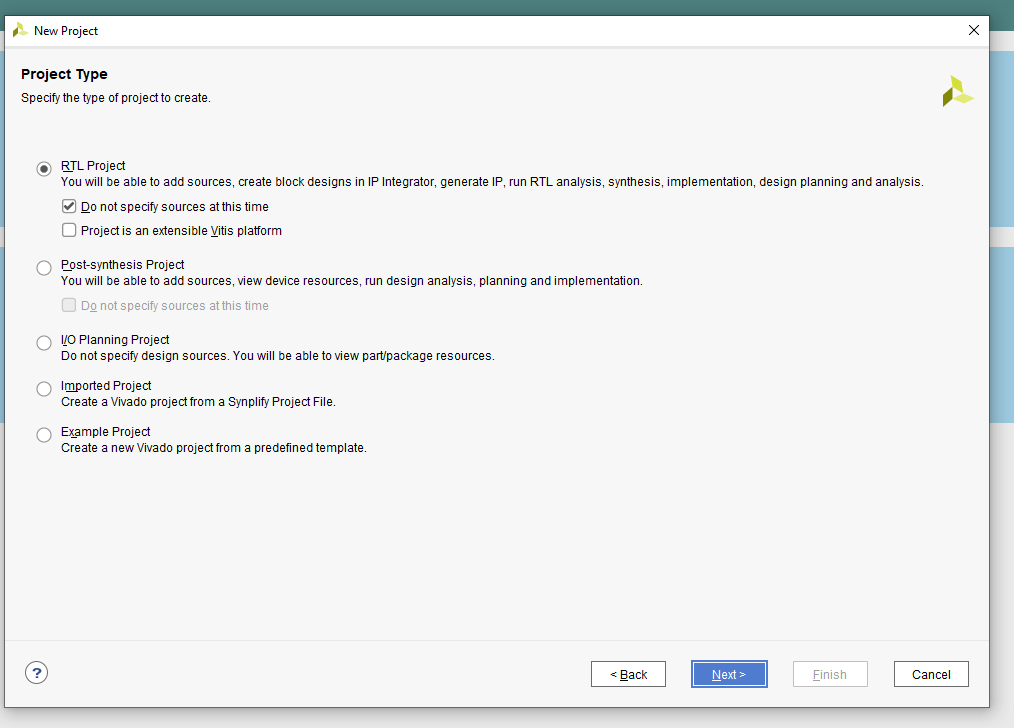 New Project
Project Type
Specify the type of project to create.
RTL Project
You will be able to add sources, create block designs in IP Integrator, generate IP, run RTL analysis, synthesis, implementation, design planning and analysis.
Do not specify sources at this time
Project is an extensible Vitis platform
Post-synthesis Project
You will be able to add sources, view device resources, run design analysis, planning and implementation.
Do not specify sources at this time
I/O Planning Project
Do not specify design sources. You will be able to view part/package resources.
Imported Project
Create a Vivado project from a Synplify Project File.
Example Project
Create a new Vivado project from a predefined template.
? < Back Next > Finish Cancel